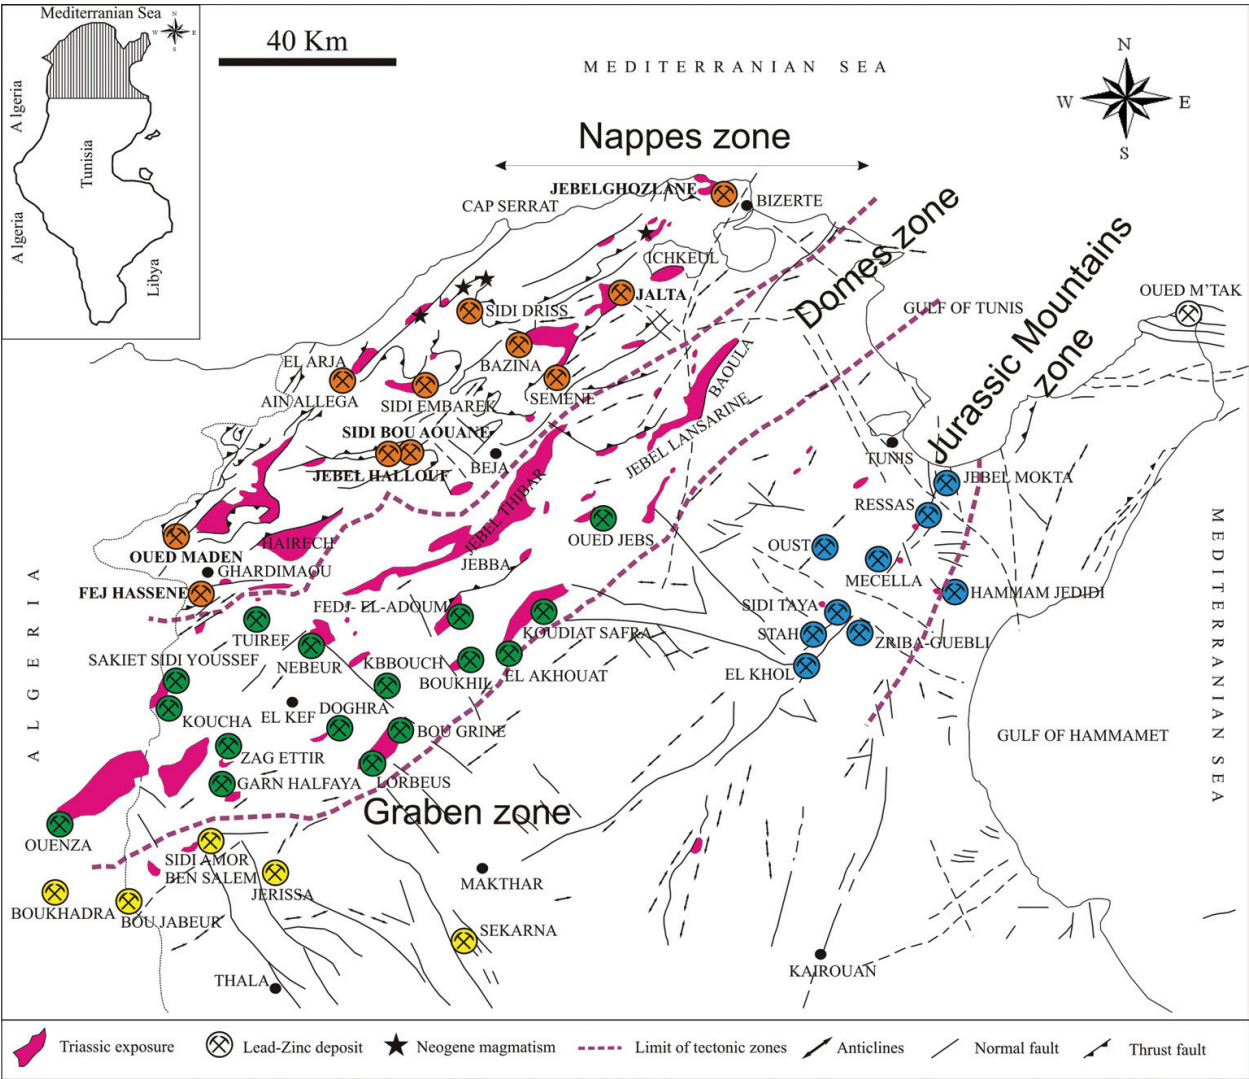 Mediterranean Sea
N
W
E
S
Algeria
Tunisia
Algeria
Libya
40 Km
MEDITERRANIAN SEA
N
W
E
S
Nappes zone
JEBELGHOZLANE
BIZERTE
CAP SERRAT
Domes zone
ICHKEUL
Jurassic Mountains
zone
JALTA
SIDI DRISS
GULF OF TUNIS
OUED M'TAK
EL ARJA
BAZINA
BAOULA
AIN ALLEGA
SIDI EMBAREK
SEMENE
SIDI BOU AOUANE
JEBEL LANSARINE
TUNIS
JEBEL HALLOUF
BEJA
JEBEL MOKTA
JEBEL THIBAR
RESSAS
HAIRECH
OUED JEBS
OUST
OUED MADEN
JEBBA
MECELLA
GHARDIMAOU
FEJ HASSENE
HAMMAM JEDIDI
FEDJ- EL-ADOUM
SIDI TAYA
TUIREF
KOUDIAT SAFRA
STAH
ZRIBA-GUEBLI
NEBEUR
SAKIET SIDI YOUSSEF
KBBOUCH
BOUKHIL
EL AKHOUAT
EL KHOL
ALGERIA
MEDITERRANIAN SEA
KOUCHA
EL KEF
DOGHRA
BOU GRINE
GULF OF HAMMAMET
ZAG ETTIR
GARN HALFAYA
LORBEUS
Graben zone
OUENZA
SIDI AMOR
BEN SALEM
JERISSA
MAKTHAR
BOUKHADRA
BOU JABEUR
SEKARNA
THALA
KAIROUAN
Triassic exposure
Lead-Zinc deposit
Neogene magmatism
Limit of tectonic zones
Anticlines
Normal fault
Thrust fault